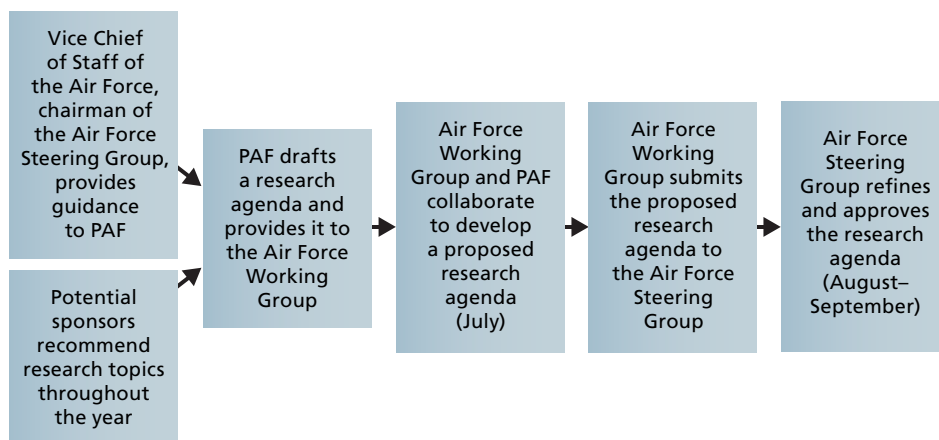 Vice Chief
of Staff of
the Air Force,
chairman of
the Air Force
Steering Group,
provides
guidance
to PAF
Potential
sponsors
recommend
research topics
throughout
the year
PAF drafts
a research
agenda and
provides it to
the Air Force
Working
Group
Air Force
Working
Group and PAF
collaborate
to develop
a proposed
research
agenda
(July)
Air Force
Working
Group submits
the proposed
research
agenda to
the Air Force
Steering
Group
Air Force
Steering
Group refines
and approves
the research
agenda
(August–
September)